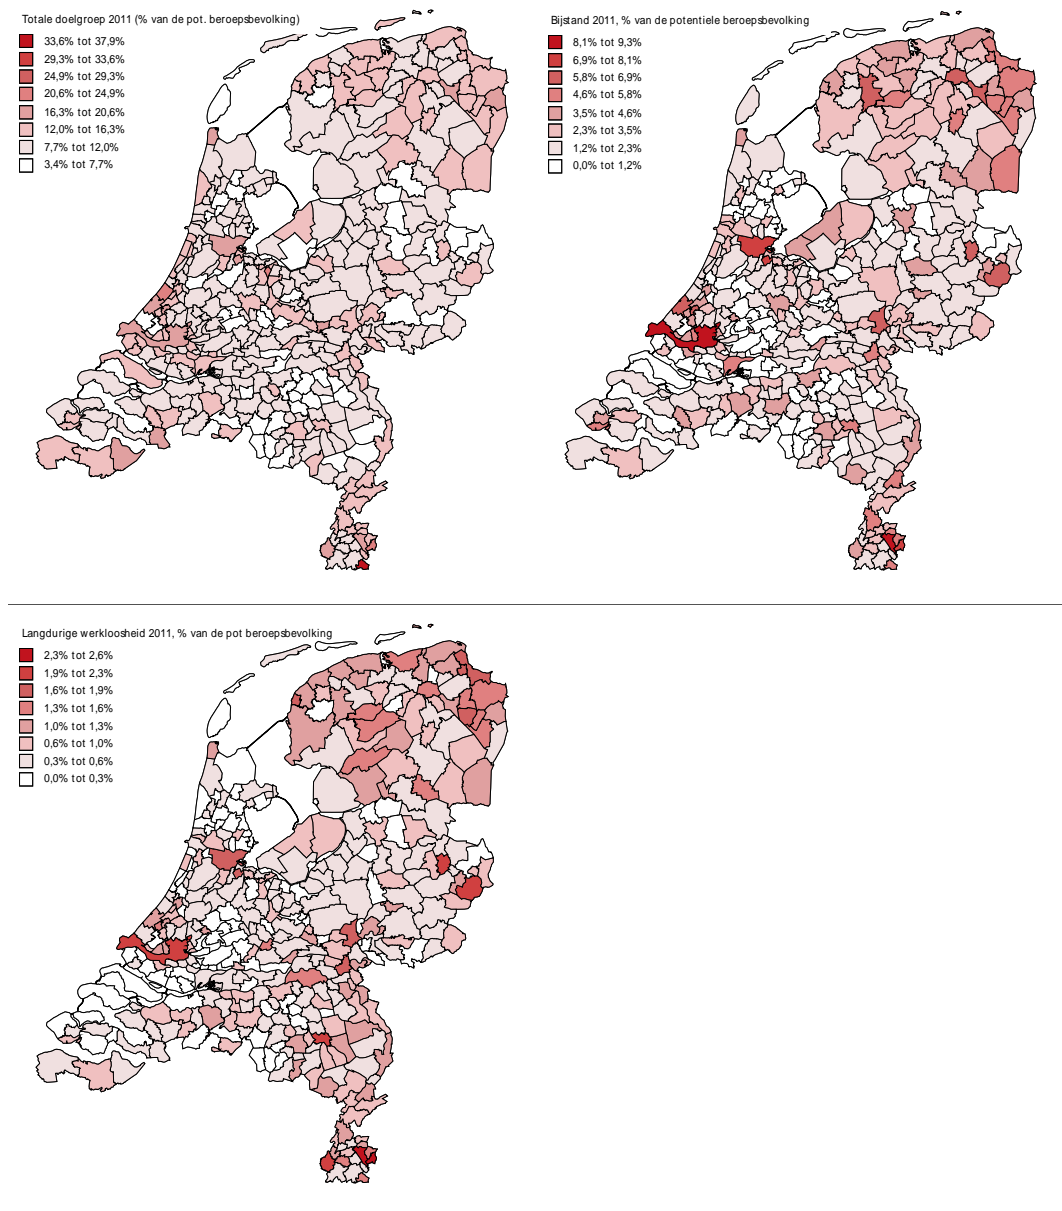 Totale doelgroep 2011 (% van de pot. beroepsbevolking)
33,6% tot 37,9%
29,3% tot 33,6%
24,9% tot 29,3%
20,6% tot 24,9%
16,3% tot 20,6%
12,0% tot 16,3%
7,7% tot 12,0%
3,4% tot 7,7%
Bijstand 2011, % van de potentiele beroepsbevolking
8,1% tot 9,3%
6,9% tot 8,1%
5,8% tot 6,9%
4,6% tot 5,8%
3,5% tot 4,6%
2,3% tot 3,5%
1,2% tot 2,3%
0,0% tot 1,2%
Langdurige werkloosheid 2011, % van de pot beroepsbevolking
2,3% tot 2,6%
1,9% tot 2,3%
1,6% tot 1,9%
1,3% tot 1,6%
1,0% tot 1,3%
0,6% tot 1,0%
0,3% tot 0,6%
0,0% tot 0,3%